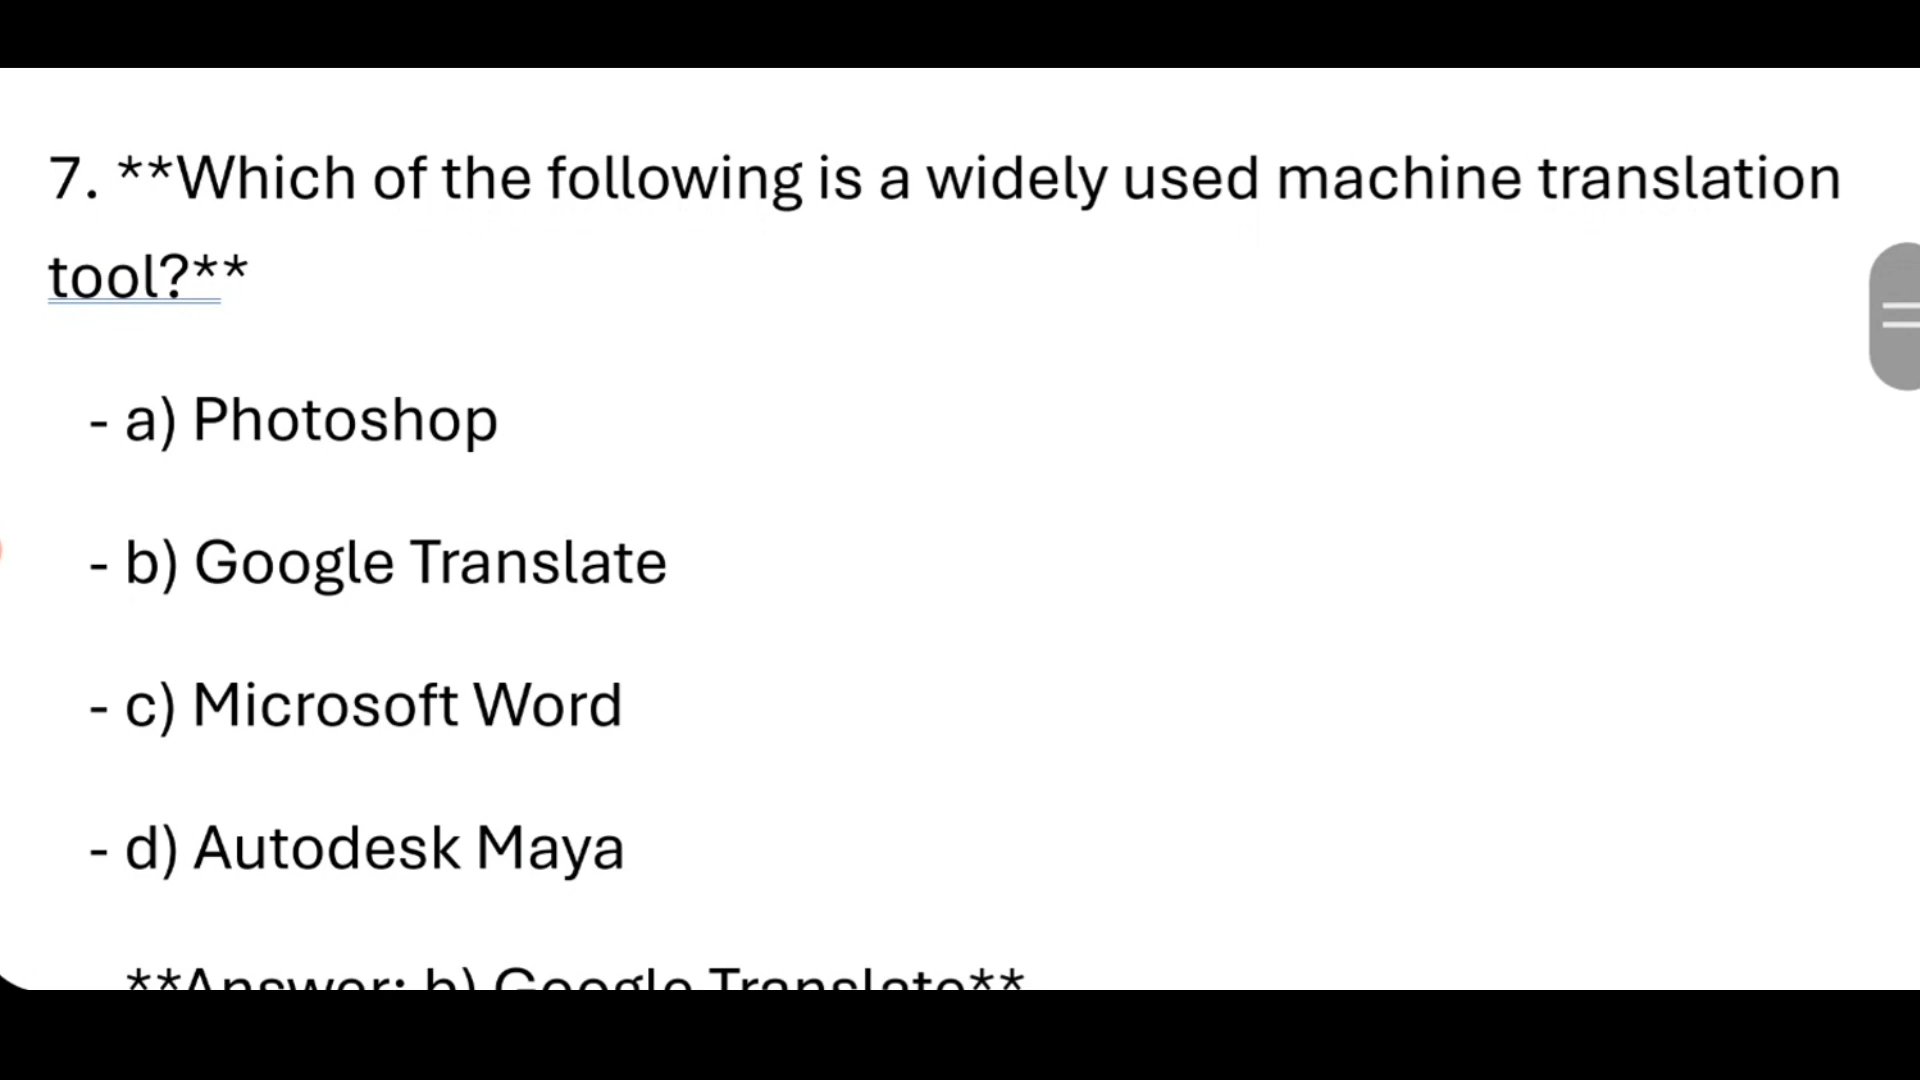 7. **Which of the following is a widely used machine translation
tool?**
- a) Photoshop
- b) Google Translate
- c) Microsoft Word
- d) Autodesk Maya
**Answer: b) Google Translate**